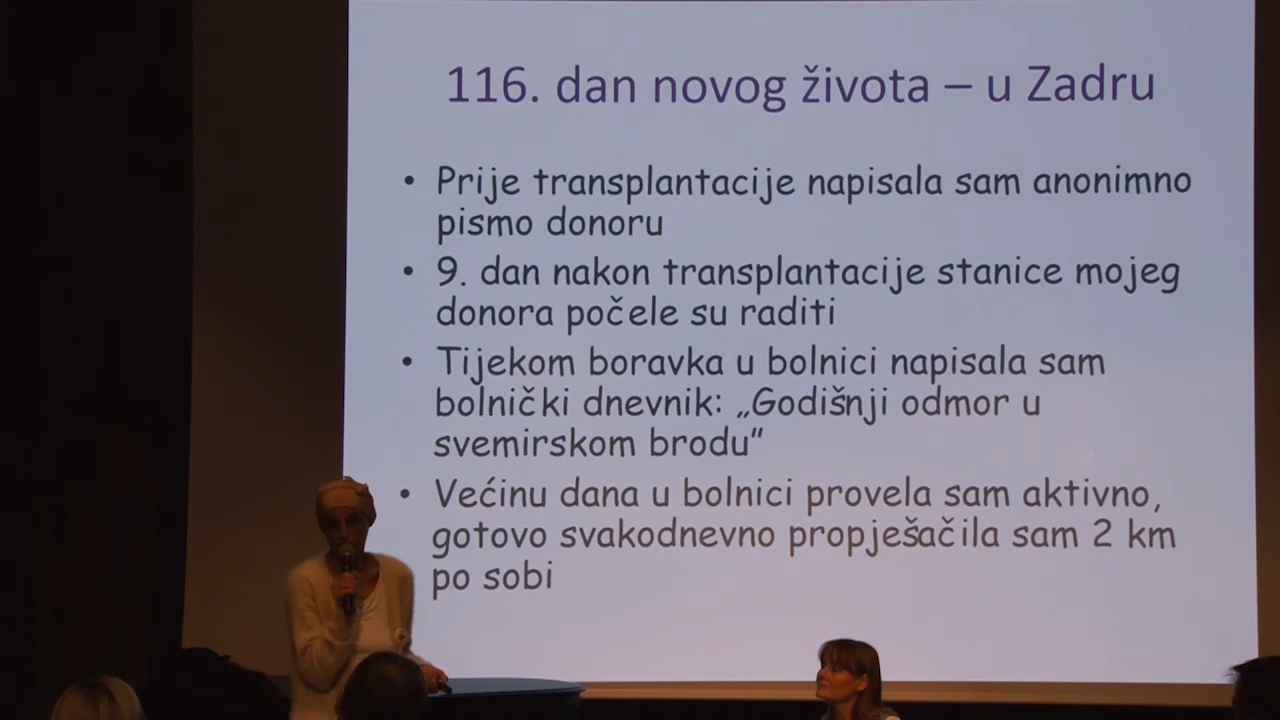 116. dan novog života – u Zadru
• Prije transplantacije napisala sam anonimno
pismo donoru
• 9. dan nakon transplantacije stanice mojeg
donora počele su raditi
• Tijekom boravka u bolnici napisala sam
bolnički dnevnik: „Godišnji odmor u
svemirskom brodu”
• Većinu dana u bolnici provela sam aktivno,
gotovo svakodnevno propješačila sam 2 km
po sobi